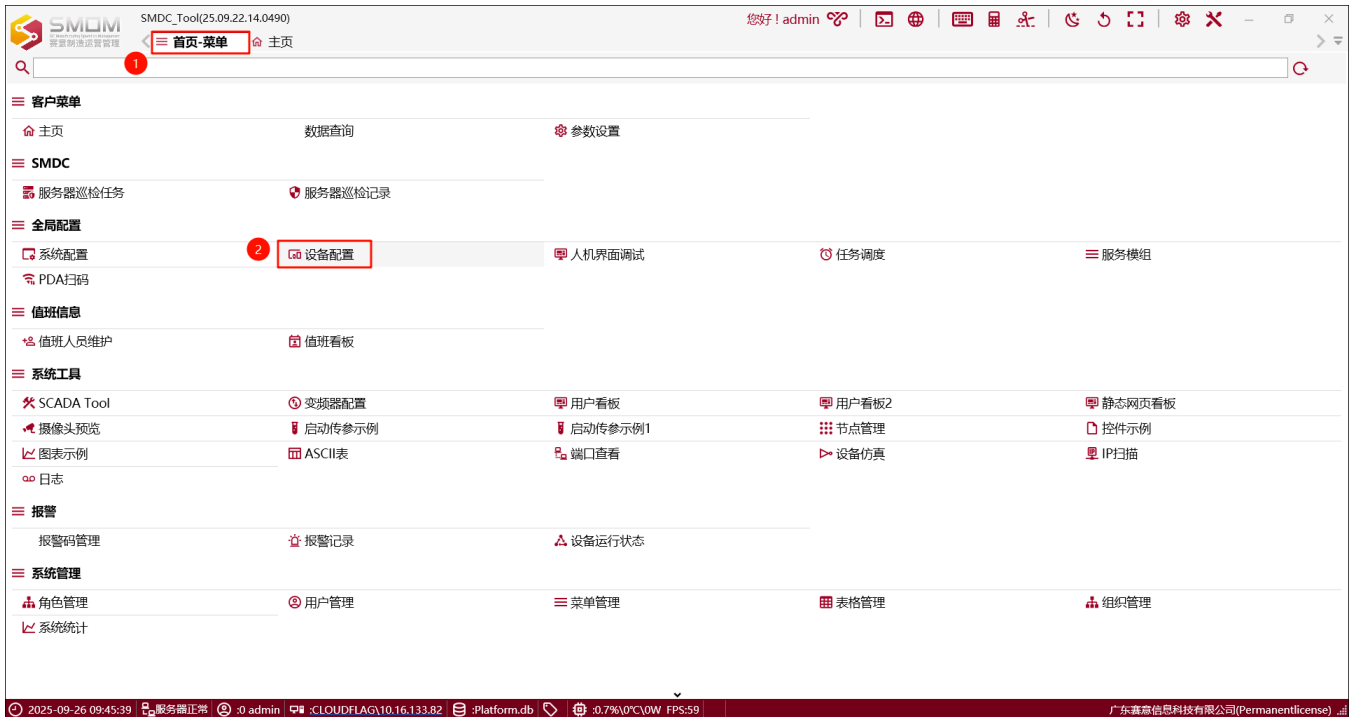 SMOM
赛意制造运营管理
SMDC_Tool(25.09.22.14.0490)
您好！admin
首页-菜单 主页
1
客户菜单
主页 数据查询 参数设置
SMDC
服务器巡检任务 服务器巡检记录
全局配置
系统配置 2 设备配置 人机界面调试 任务调度 服务模组
PDA扫码
值班信息
值班人员维护 值班看板
系统工具
SCADA Tool 变频器配置 用户看板 用户看板2 静态网页看板
摄像头预览 启动传参示例 启动传参示例1 节点管理 控件示例
图表示例 ASCII表 端口查看 设备仿真 IP扫描
日志
报警
报警码管理 报警记录 设备运行状态
系统管理
角色管理 用户管理 菜单管理 表格管理 组织管理
系统统计
2025-09-26 09:45:39 服务器正常 :0 admin :CLOUDFLAG\10.16.133.82 :Platform.db :0.7%\0℃\0W FPS:59 广东赛意信息科技有限公司(Permanentlicense)